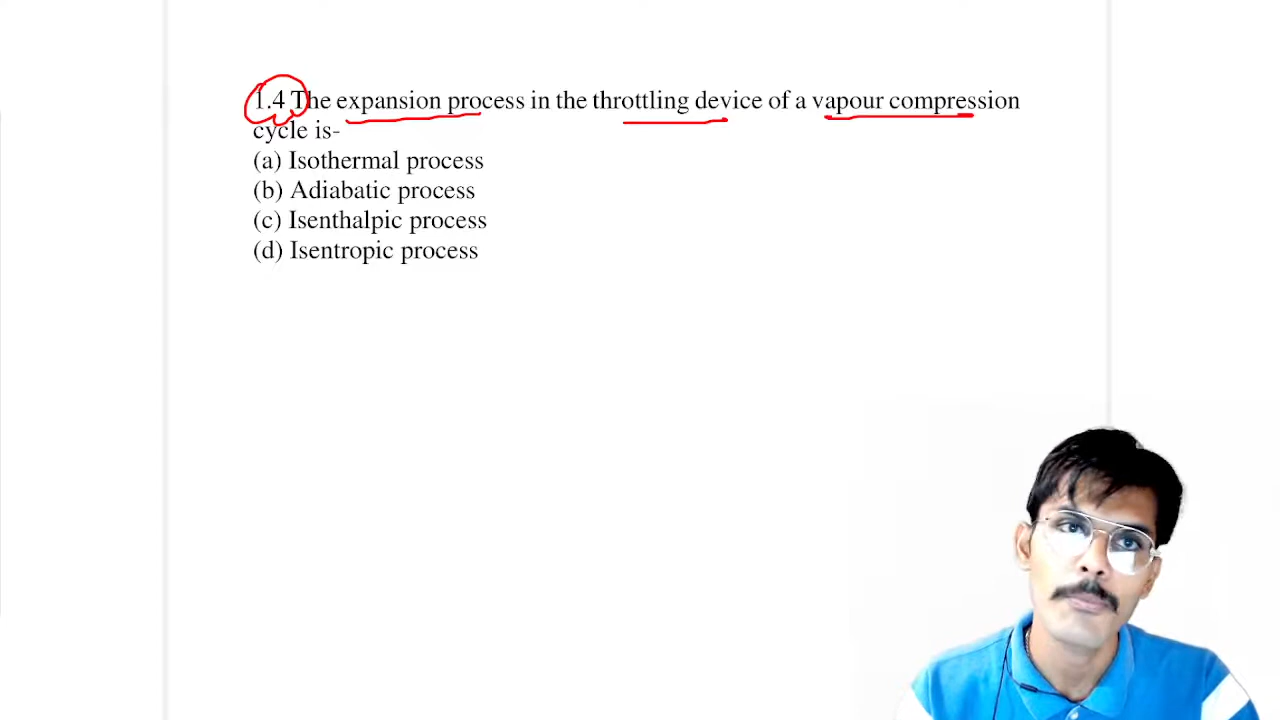 1.4 The expansion process in the throttling device of a vapour compression
cycle is-
(a) Isothermal process
(b) Adiabatic process
(c) Isenthalpic process
(d) Isentropic process